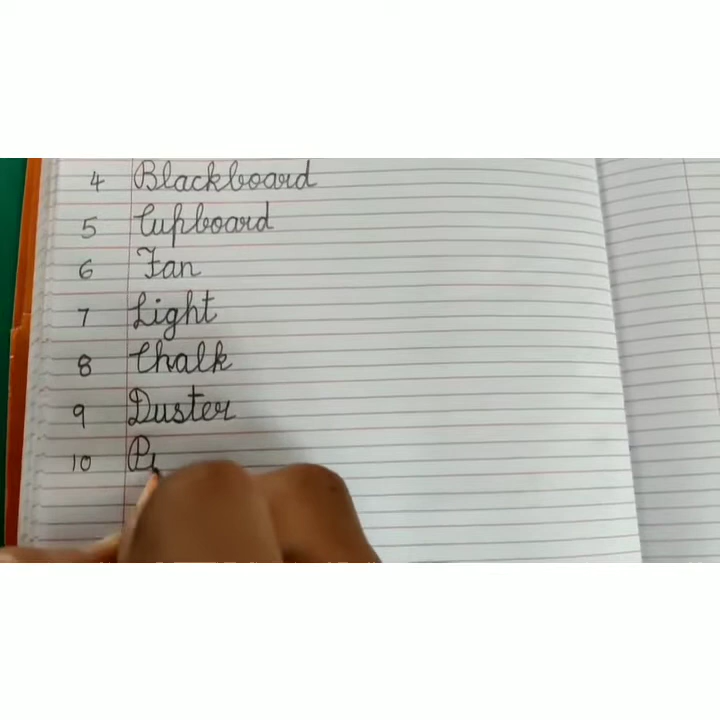 4 Blackboard
5 Cupboard
6 Fan
7 Light
8 Chalk
9 Duster
10